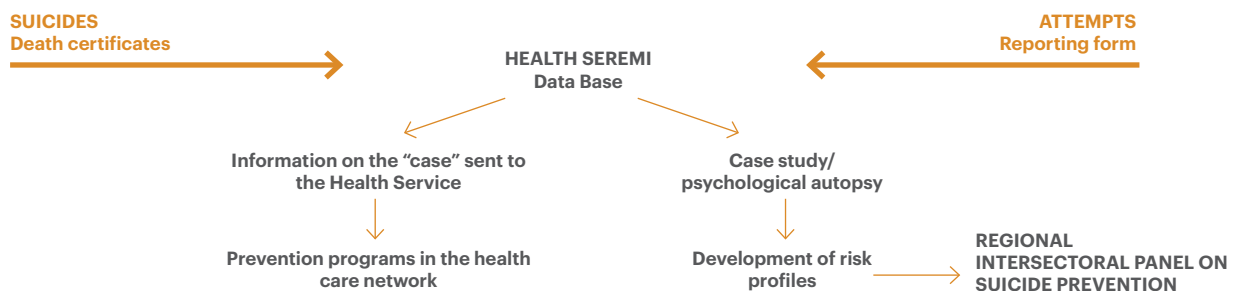 SUICIDES
Death certificates
ATTEMPTS
Reporting form
HEALTH SEREMI
Data Base
Information on the “case” sent to
the Health Service
Case study/
psychological autopsy
Prevention programs in the health
care network
Development of risk
profiles
REGIONAL
INTERSECTORAL PANEL ON
SUICIDE PREVENTION